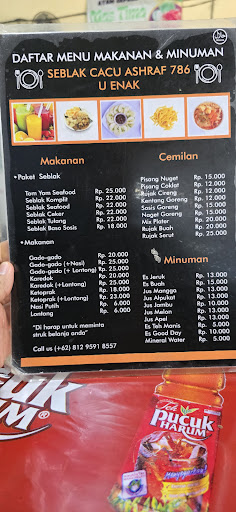 DAFTAR MENU MAKANAN & MINUMAN
SEBLAK CACU ASHRAF 786
U ENAK
Makanan
• Paket Seblak
Tom Yam Seafood Rp. 25.000
Seblak Komplit Rp. 22.000
Seblak Seafood Rp. 22.000
Seblak Ceker Rp. 22.000
Seblak Tulang Rp. 22.000
Seblak Baso Sosis Rp. 18.000
• Makanan
Gado-gado Rp. 20.000
Gado-gado (+Nasi) Rp. 25.000
Gado-gado (+ Lontong) Rp. 25.000
Karedok Rp. 20.000
Karedok (+Lontong) Rp. 25.000
Ketoprak Rp. 18.000
Ketoprak (+Lontong) Rp. 23.000
Nasi Putih Rp. 6.000
Lontong Rp. 6.000
"Di harap untuk meminta
struk belanja anda"
Call us (+62) 812 9591 8557
Cemilan
Pisang Nuget Rp. 15.000
Pisang Coklat Rp. 12.000
Rujak Cireng Rp. 12.000
Kentang Goreng Rp. 15.000
Sosis Goreng Rp. 15.000
Naget Goreng Rp. 15.000
Mix Plater Rp. 20.000
Rujak Buah Rp. 20.000
Rujak Serut Rp. 25.000
Minuman
Es Jeruk Rp. 13.000
Es Buah Rp. 15.000
Jus Mangga Rp. 13.000
Jus Alpukat Rp. 13.000
Jus Jambu Rp. 10.000
Jus Melon Rp. 10.000
Jus Apel Rp. 13.000
Es Teh Manis Rp. 5.000
Es Good Day Rp. 10.000
Mineral Water Rp. 5.000
Teh
PUCUK
HARUM